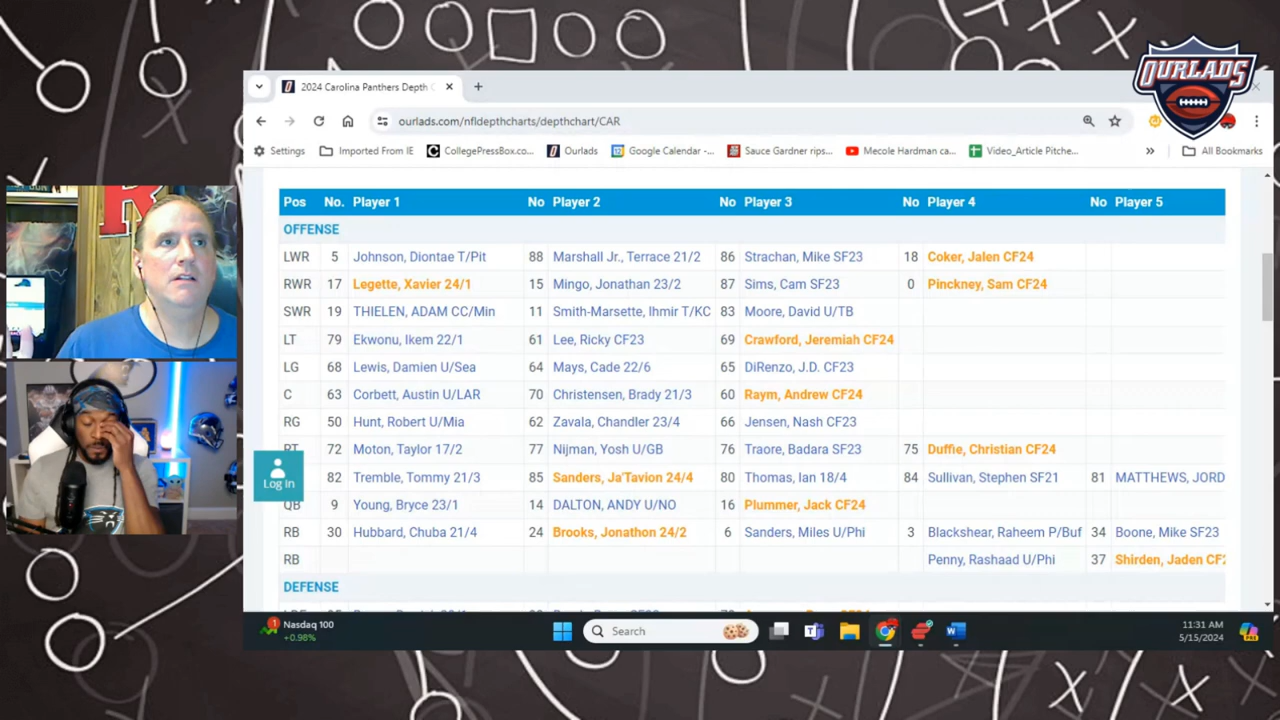 OURLADS
2024 Carolina Panthers Depth C
ourlads.com/nfldepthcharts/depthchart/CAR
Settings Imported From IE CollegePressBox.co... Ourlads Google Calendar -... Sauce Gardner rips... Mecole Hardman ca... Video_Article Pitche... » All Bookmarks
Pos No. Player 1 No Player 2 No Player 3 No Player 4 No Player 5
OFFENSE
LWR 5 Johnson, Diontae T/Pit 88 Marshall Jr., Terrace 21/2 86 Strachan, Mike SF23 18 Coker, Jalen CF24
RWR 17 Legette, Xavier 24/1 15 Mingo, Jonathan 23/2 87 Sims, Cam SF23 0 Pinckney, Sam CF24
SWR 19 THIELEN, ADAM CC/Min 11 Smith-Marsette, Ihmir T/KC 83 Moore, David U/TB
LT 79 Ekwonu, Ikem 22/1 61 Lee, Ricky CF23 69 Crawford, Jeremiah CF24
LG 68 Lewis, Damien U/Sea 64 Mays, Cade 22/6 65 DiRenzo, J.D. CF23
C 63 Corbett, Austin U/LAR 70 Christensen, Brady 21/3 60 Raym, Andrew CF24
RG 50 Hunt, Robert U/Mia 62 Zavala, Chandler 23/4 66 Jensen, Nash CF23
RT 72 Moton, Taylor 17/2 77 Nijman, Yosh U/GB 76 Traore, Badara SF23 75 Duffie, Christian CF24
82 Tremble, Tommy 21/3 85 Sanders, Ja'Tavion 24/4 80 Thomas, Ian 18/4 84 Sullivan, Stephen SF21 81 MATTHEWS, JORD
Log In
QB 9 Young, Bryce 23/1 14 DALTON, ANDY U/NO 16 Plummer, Jack CF24
RB 30 Hubbard, Chuba 21/4 24 Brooks, Jonathon 24/2 6 Sanders, Miles U/Phi 3 Blackshear, Raheem P/Buf 34 Boone, Mike SF23
RB Penny, Rashaad U/Phi 37 Shirden, Jaden CF2
DEFENSE
Nasdaq 100
+0.98%
Search
11:31 AM
5/15/2024